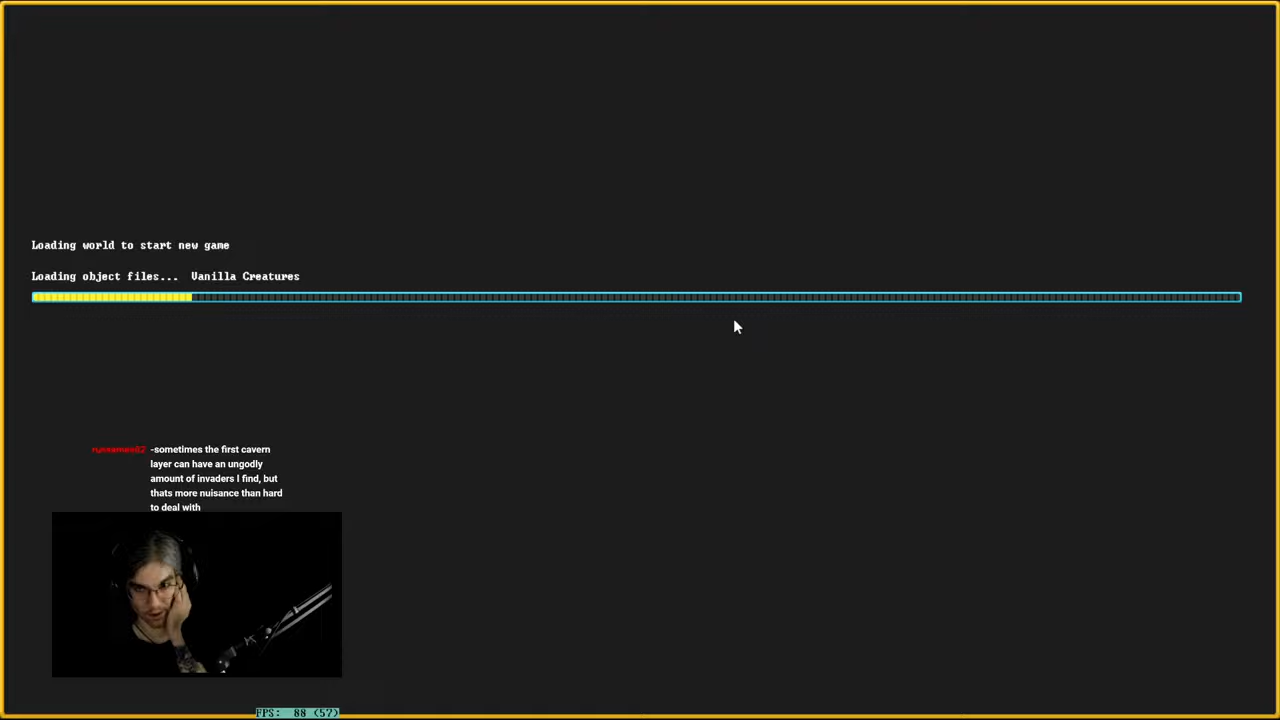 Loading world to start new game
Loading object files... Vanilla Creatures
-sometimes the first cavern
layer can have an ungodly
amount of invaders I find, but
thats more nuisance than hard
to deal with
FPS: 88 (57)